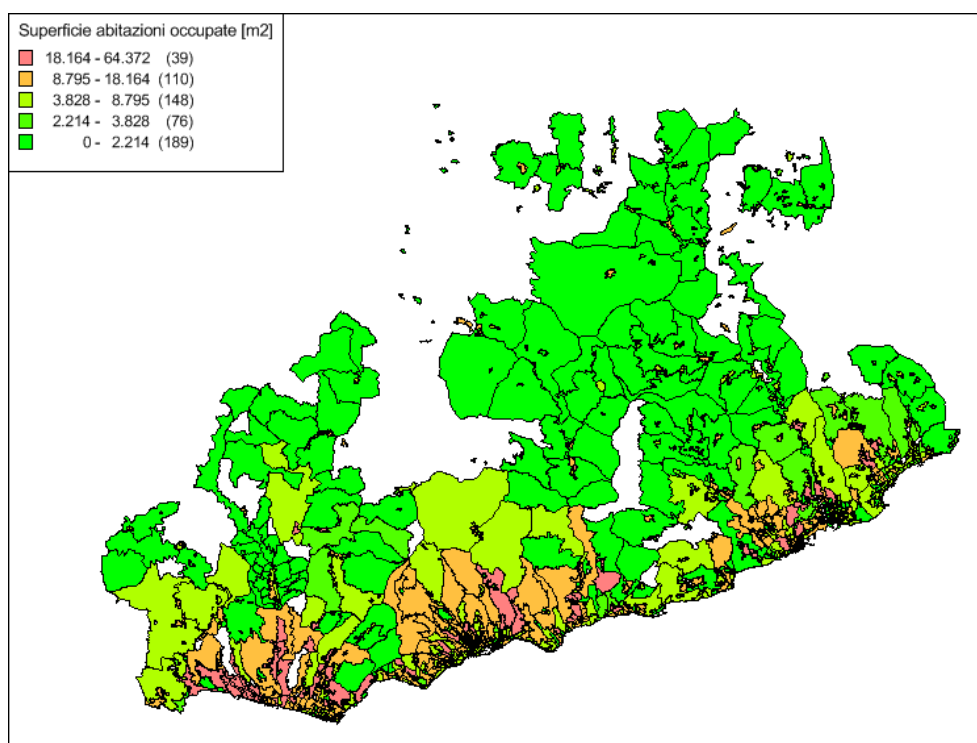 Superficie abitazioni occupate [m2]
18.164 - 64.372 (39)
8.795 - 18.164 (110)
3.828 - 8.795 (148)
2.214 - 3.828 (76)
0 - 2.214 (189)